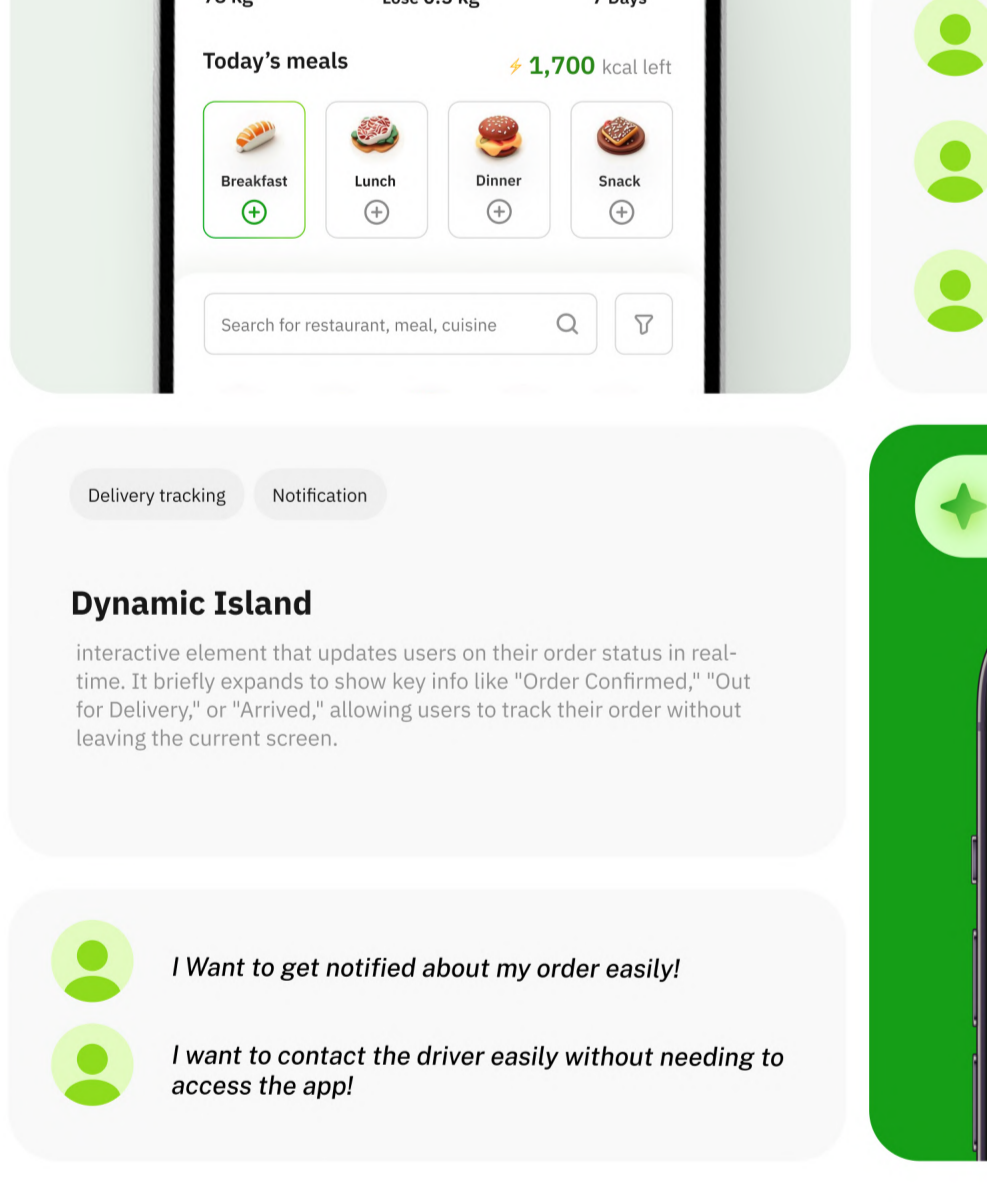 Today’s meals
1,700 kcal left
Breakfast
Lunch
Dinner
Snack
Search for restaurant, meal, cuisine
Delivery tracking
Notification
Dynamic Island
interactive element that updates users on their order status in real-
time. It briefly expands to show key info like "Order Confirmed," "Out
for Delivery," or "Arrived," allowing users to track their order without
leaving the current screen.
I Want to get notified about my order easily!
I want to contact the driver easily without needing to
access the app!